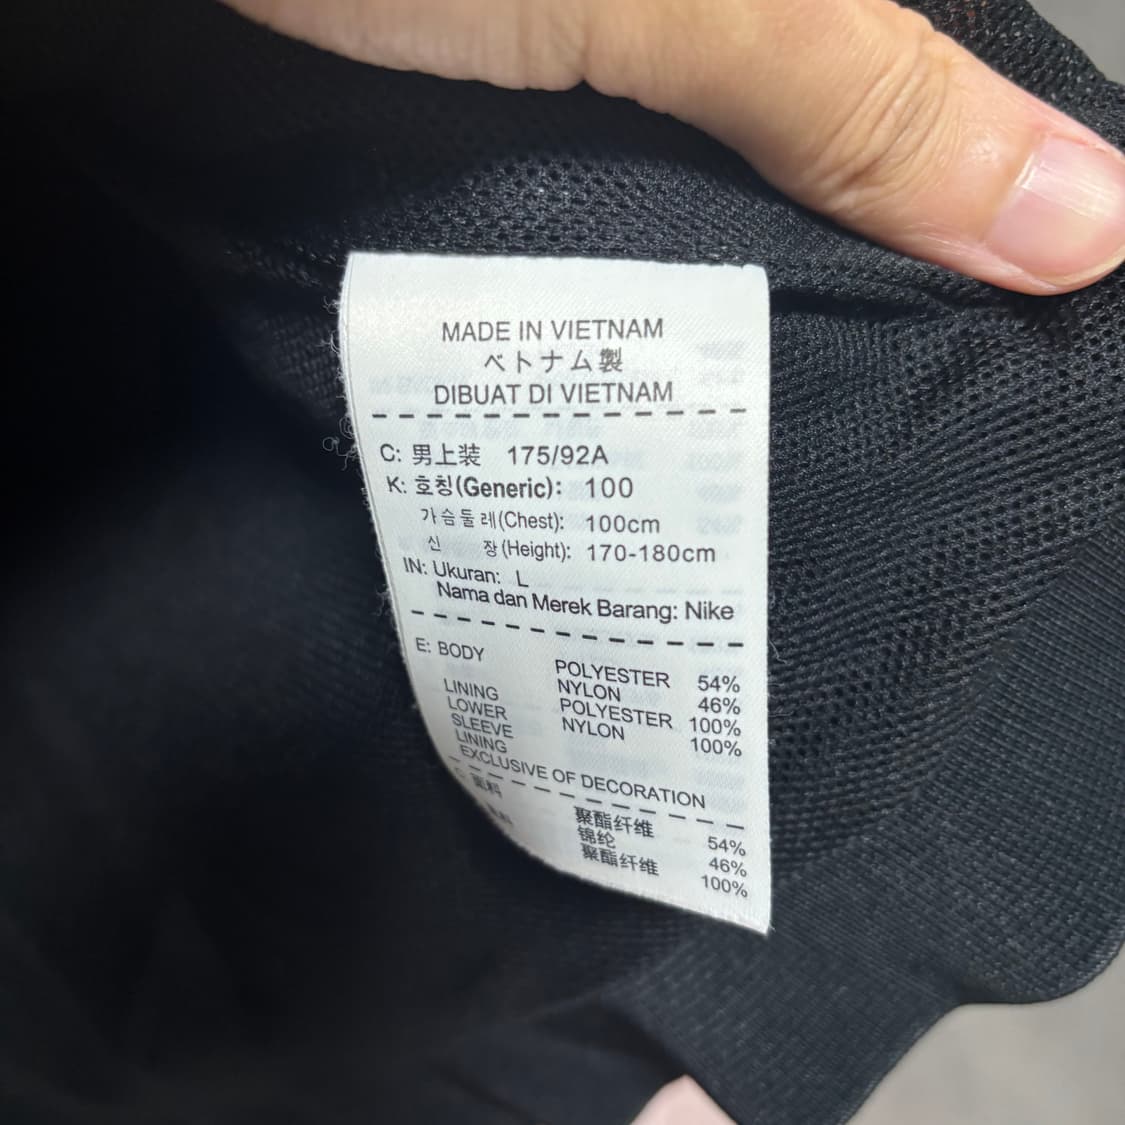 MADE IN VIETNAM
ベトナム製
DIBUAT DI VIETNAM
C: 男上装 175/92A
K: 호칭(Generic): 100
가슴둘레(Chest): 100cm
신 장(Height): 170-180cm
IN: Ukuran: L
Nama dan Merek Barang: Nike
E: BODY POLYESTER 54%
NYLON 46%
LINING POLYESTER 100%
LOWER NYLON 100%
SLEEVE
LINING
EXCLUSIVE OF DECORATION
面料 聚酯纤维 54%
锦纶 46%
聚酯纤维 100%